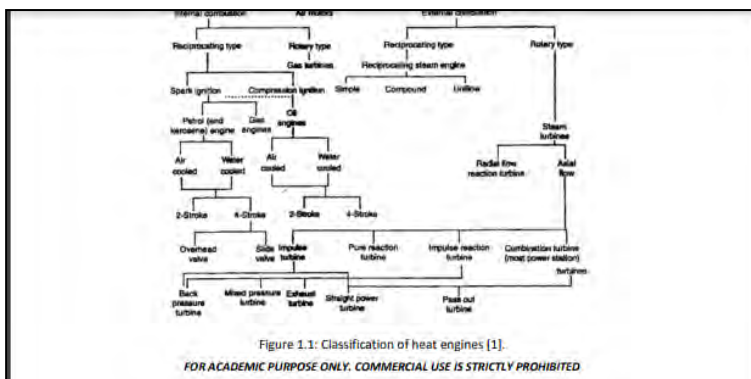 Internal combustion Air motors External combustion
Reciprocating type Rotary type Reciprocating type Rotary type
Gas turbines Reciprocating steam engine
Spark ignition Compression ignition Simple Compound Uniflow
Petrol (and kerosene) engine Gas engines Oil engines Steam turbines
Air cooled Water cooled Air cooled Water cooled Radial flow reaction turbine Axial flow
2-Stroke 4-Stroke 2-Stroke 4-Stroke
Overhead valve Slide valve Impulse turbine Pure reaction turbine Impulse reaction turbine Combination turbine (most power station) turbines
Back pressure turbine Mixed pressure turbine Exhaust turbine Straight power turbine Pass out turbine
Figure 1.1: Classification of heat engines [1].
FOR ACADEMIC PURPOSE ONLY. COMMERCIAL USE IS STRICTLY PROHIBITED